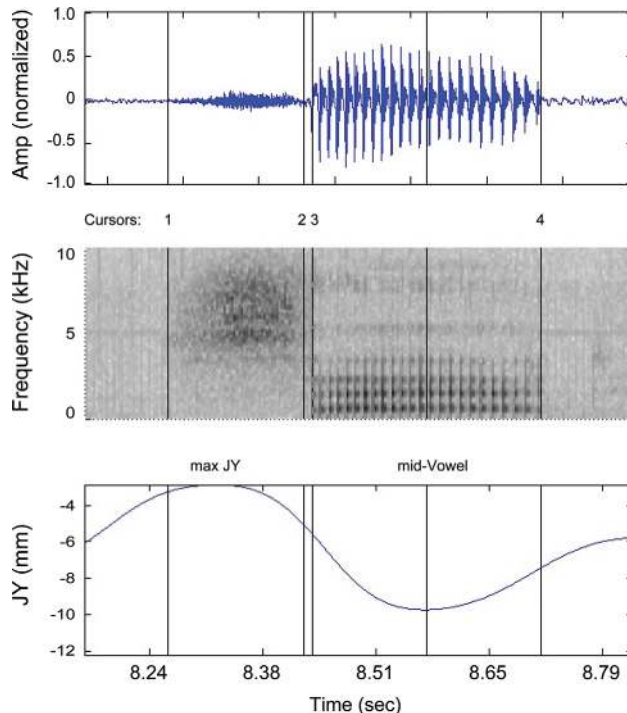 Amp (normalized)
1.0
0.5
0
-0.5
-1.0
Cursors: 1 2 3 4
Frequency (kHz)
10
5
0
max JY mid-Vowel
JY (mm)
-4
-6
-8
-10
-12
8.24 8.38 8.51 8.65 8.79
Time (sec)